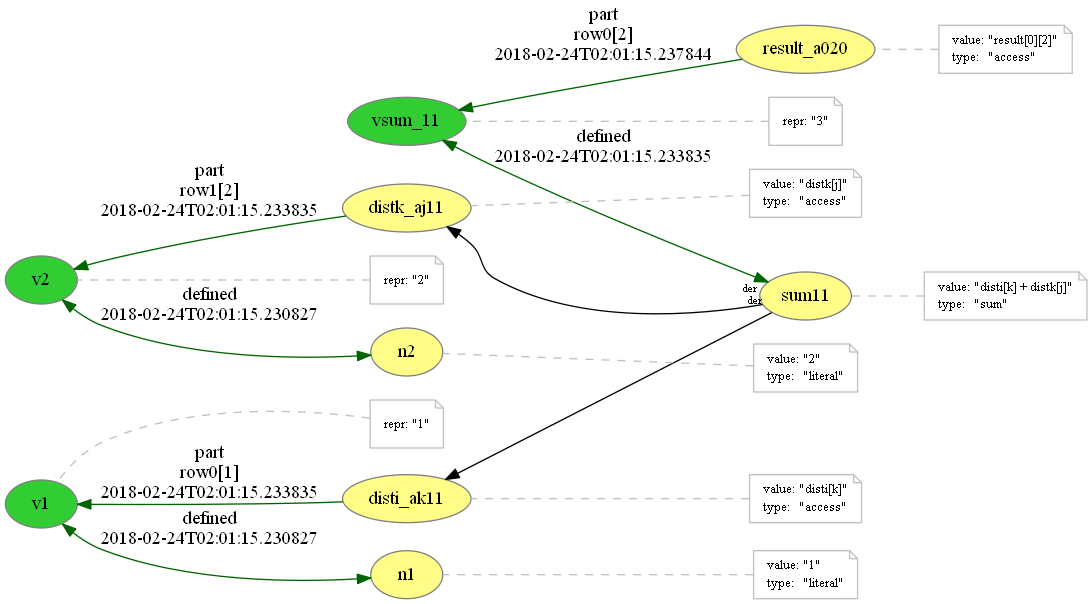 part
row0[2]
2018-02-24T02:01:15.237844
result_a020
value: "result[0][2]"
type: "access"
vsum_11
repr: "3"
defined
2018-02-24T02:01:15.233835
part
row1[2]
2018-02-24T02:01:15.233835
distk_aj11
value: "distk[j]"
type: "access"
v2
repr: "2"
der
der
sum11
value: "disti[k] + distk[j]"
type: "sum"
defined
2018-02-24T02:01:15.230827
n2
value: "2"
type: "literal"
repr: "1"
part
row0[1]
2018-02-24T02:01:15.233835
v1
disti_ak11
value: "disti[k]"
type: "access"
defined
2018-02-24T02:01:15.230827
n1
value: "1"
type: "literal"